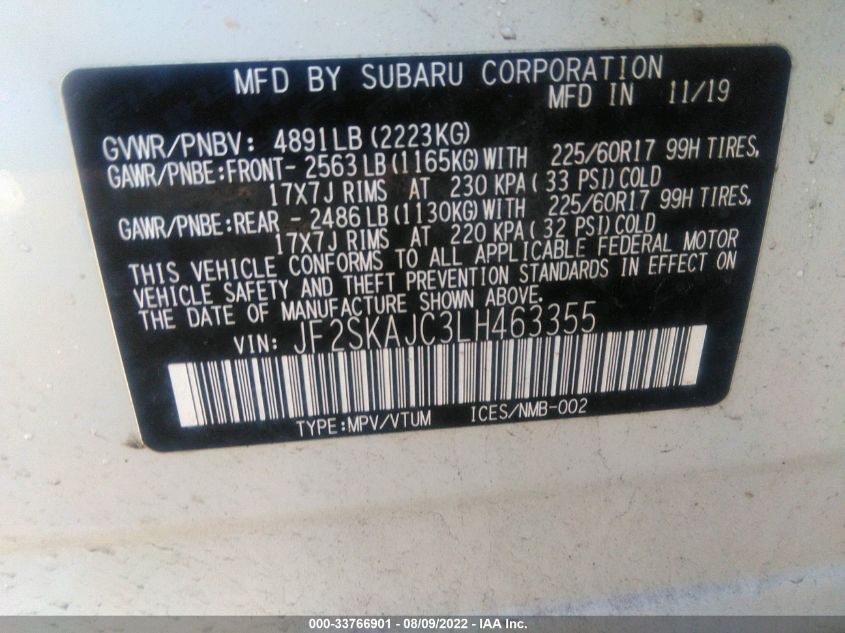 MFD BY SUBARU CORPORATION
MFD IN 11/19
GVWR/PNBV: 4891LB (2223KG)
GAWR/PNBE:FRONT- 2563 LB (1165KG) WITH 225/60R17 99H TIRES,
17X7J RIMS AT 230 KPA ( 33 PSI) COLD
GAWR/PNBE:REAR - 2486 LB (1130KG) WITH 225/60R17 99H TIRES,
17X7J RIMS AT 220 KPA ( 32 PSI) COLD
THIS VEHICLE CONFORMS TO ALL APPLICABLE FEDERAL MOTOR
VEHICLE SAFETY AND THEFT PREVENTION STANDARDS IN EFFECT ON
THE DATE OF MANUFACTURE SHOWN ABOVE.
VIN: JF2SKAJC3LH463355
TYPE:MPV/VTUM ICES/NMB-002
000-33766901 - 08/09/2022 - IAA Inc.